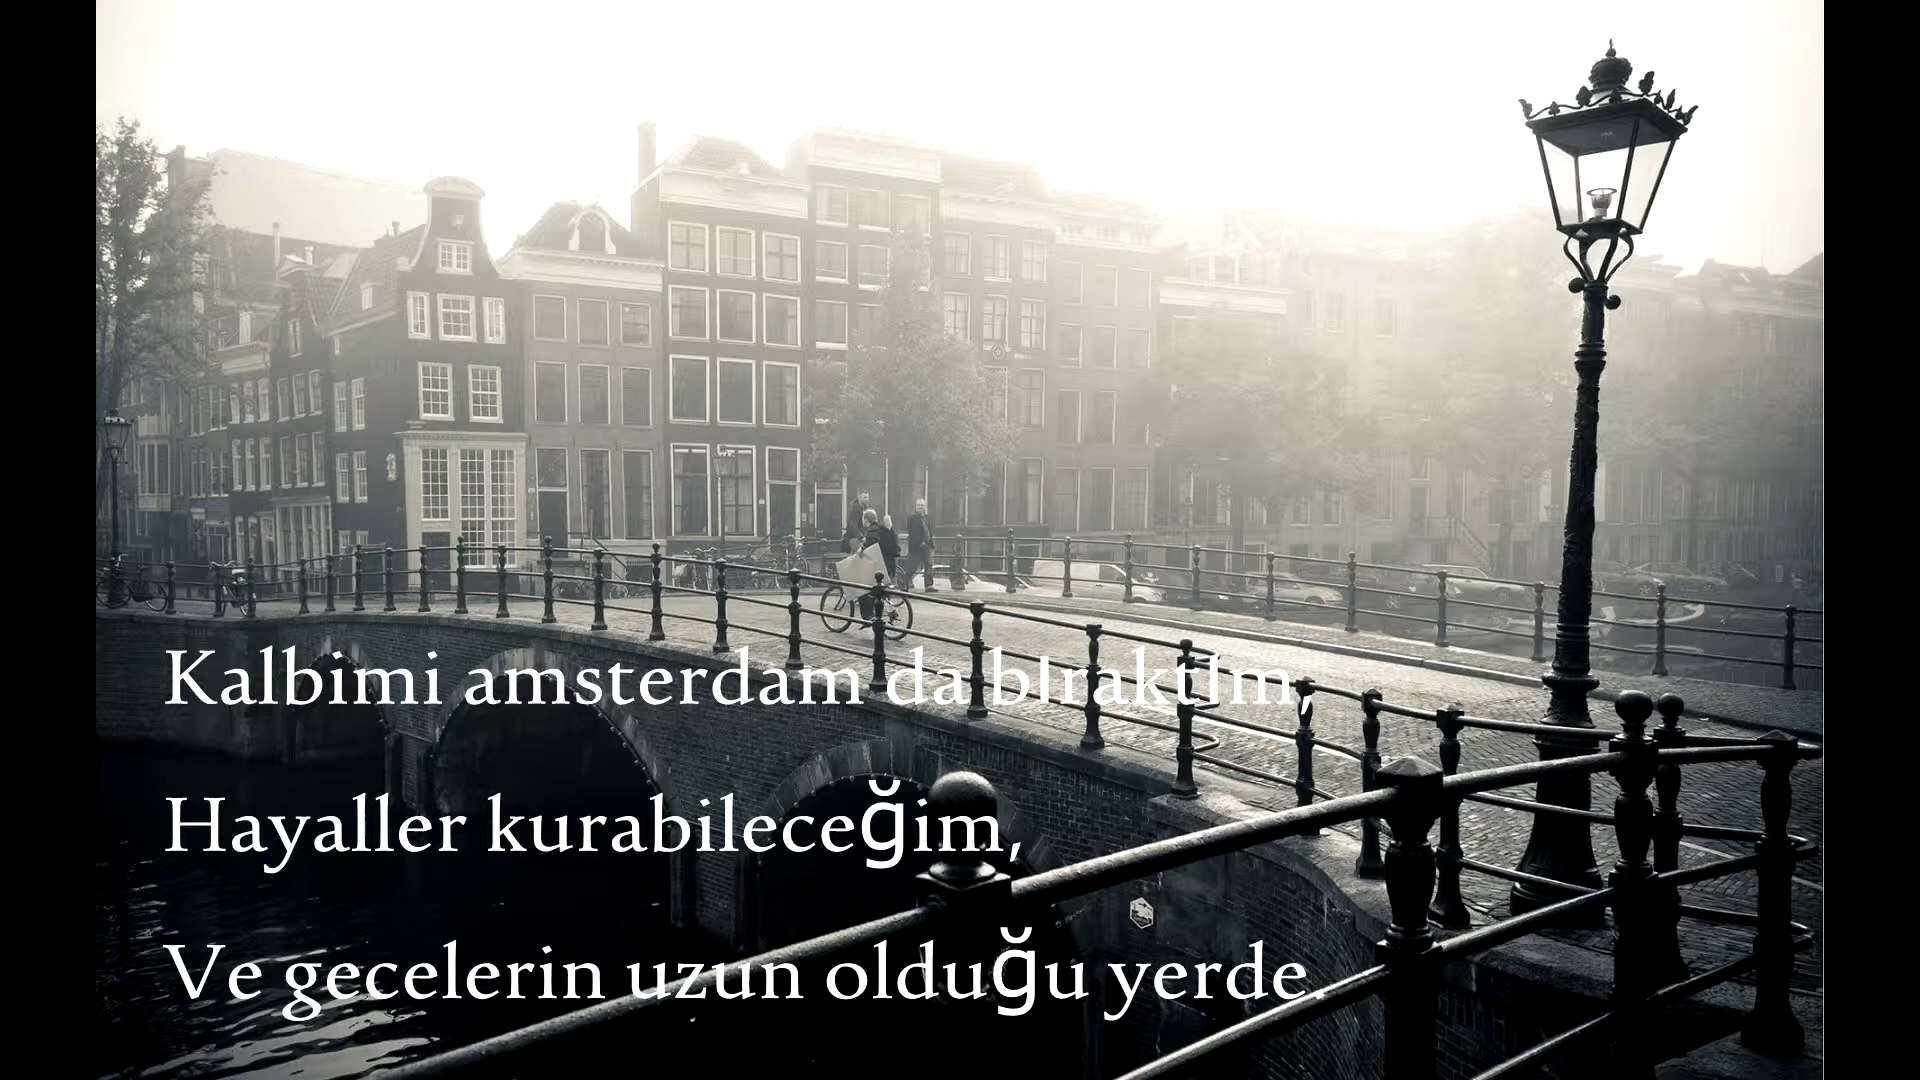 Kalbimi amsterdam da bıraktım,
Hayaller kurabileceğim,
Ve gecelerin uzun olduğu yerde.